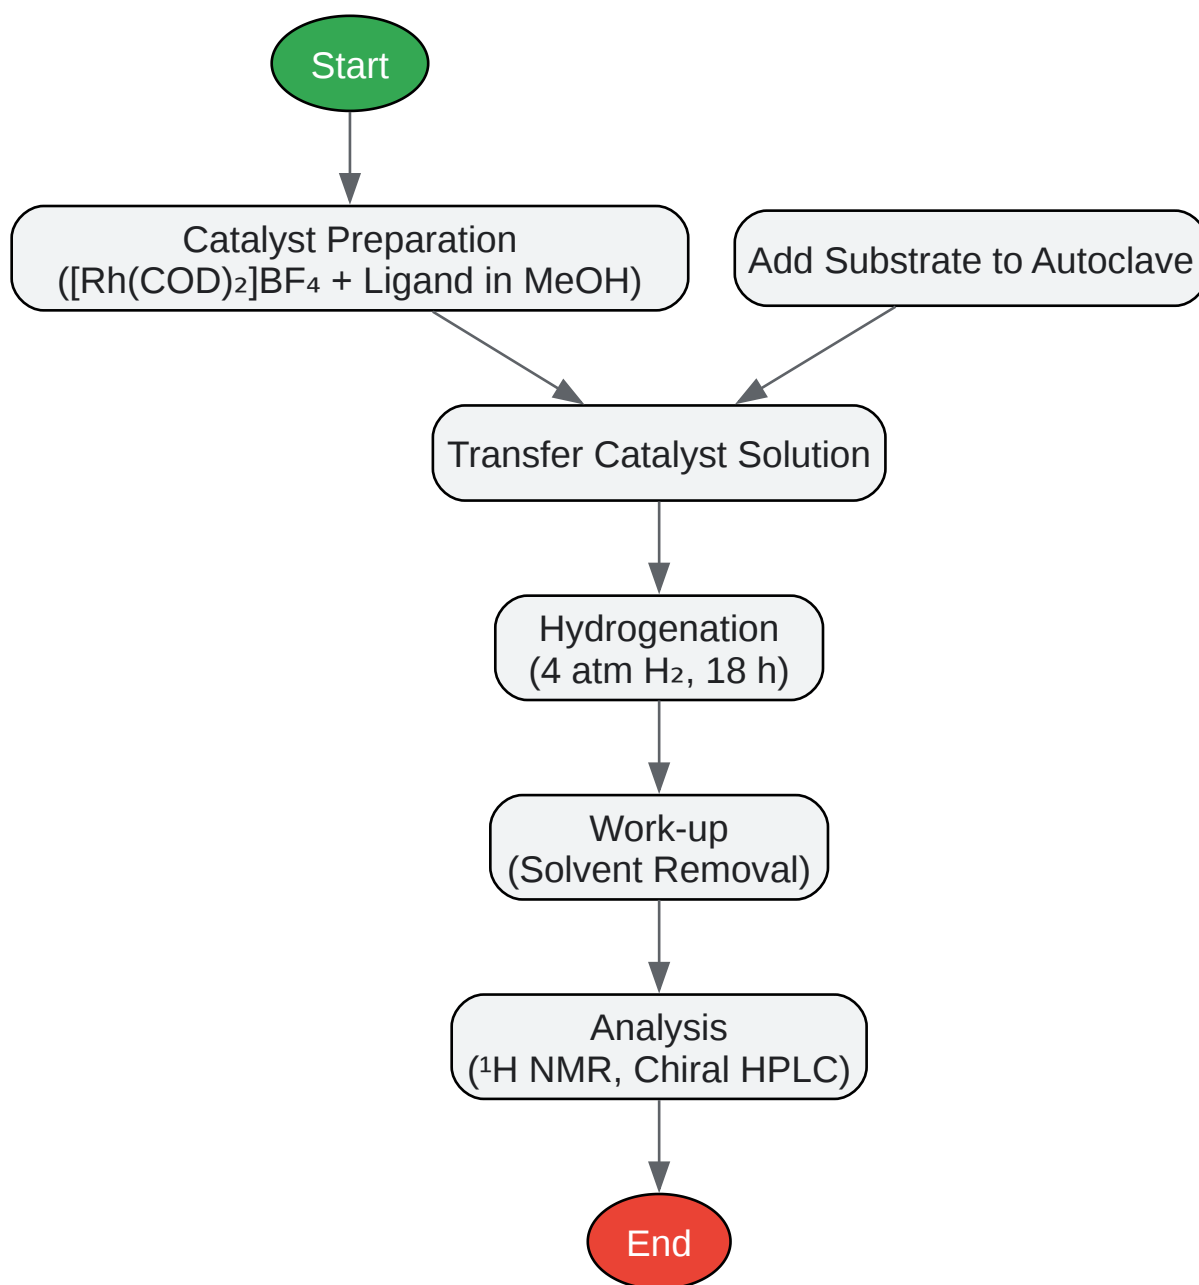 Start
Catalyst Preparation
([Rh(COD)₂]BF₄ + Ligand in MeOH)
Add Substrate to Autoclave
Transfer Catalyst Solution
Hydrogenation
(4 atm H₂, 18 h)
Work-up
(Solvent Removal)
Analysis
(¹H NMR, Chiral HPLC)
End